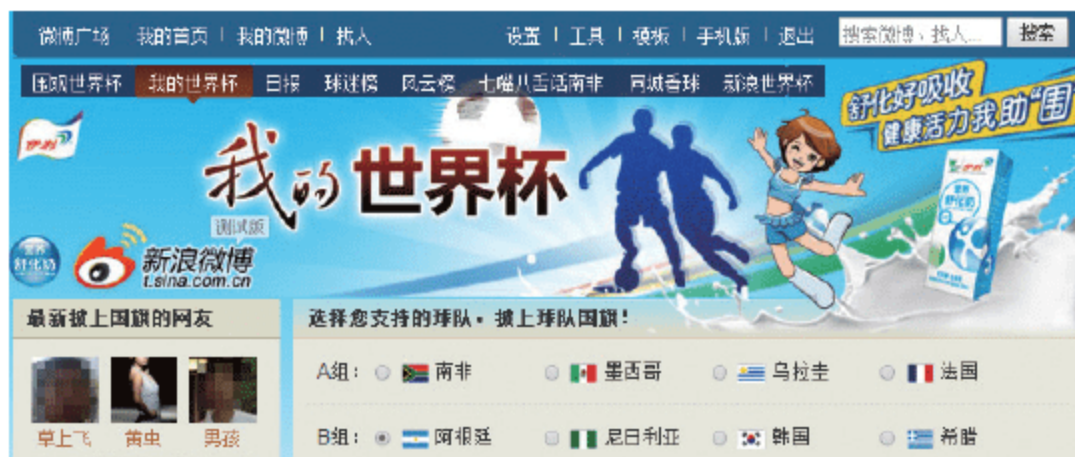 微博广场 我的首页 | 我的微博 | 找人 设置 | 工具 | 模板 | 手机版 | 退出 搜索微博、找人... 搜索
围观世界杯 我的世界杯 日报 球迷榜 风云榜 七嘴八舌话南非 同城看球 新浪世界杯
舒化好吸收
健康活力我助“围”
伊利
我的世界杯
测试版
舒化奶
新浪微博
t.sina.com.cn
最新披上国旗的网友
草上飞 黄虫 男孩
选择您支持的球队，披上球队国旗！
A组： 南非 墨西哥 乌拉圭 法国
B组： 阿根廷 尼日利亚 韩国 希腊